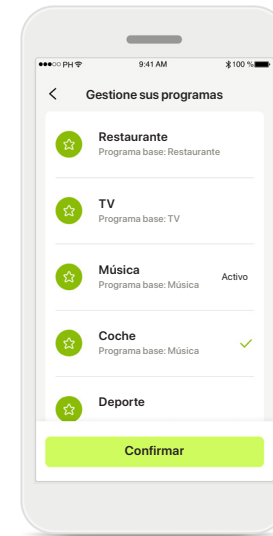 PH 9:41 AM 100 %
Gestione sus programas
Restaurante
Programa base: Restaurante
TV
Programa base: TV
Música
Programa base: Música
Activo
Coche
Programa base: Música
Deporte
Confirmar